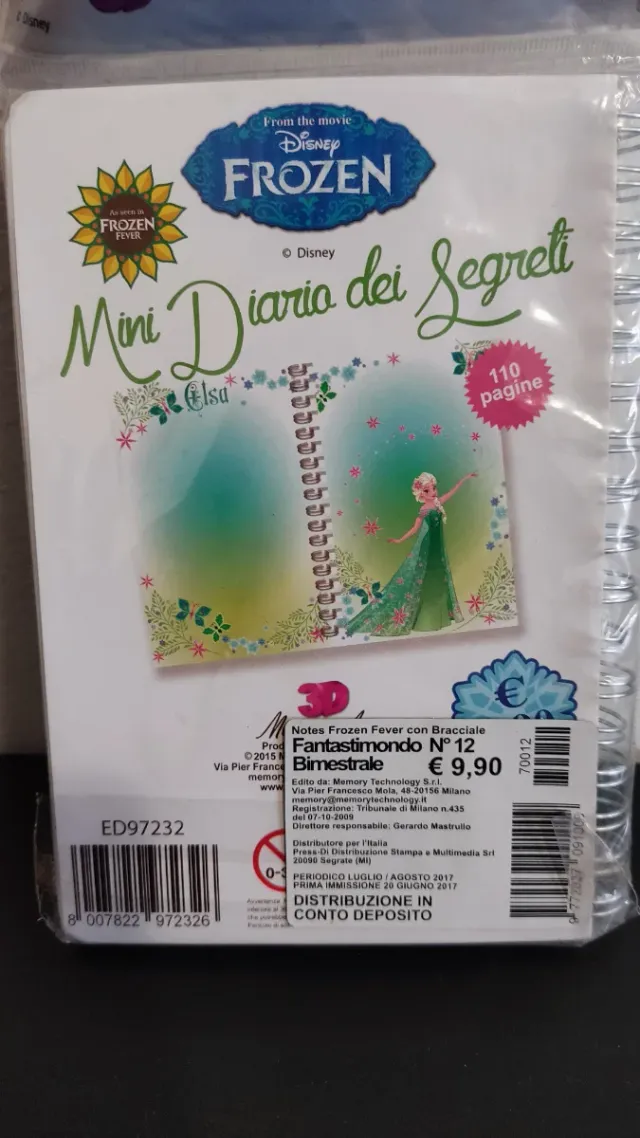 © Disney
From the movie
Disney
FROZEN
As seen in
FROZEN
FEVER
© Disney
Mini Diario dei Segreti
Elsa
110
pagine
3D
€
Notes Frozen Fever con Bracciale
Fantastimondo N° 12
Bimestrale € 9,90
70012
Edito da: Memory Technology S.r.l.
Via Pier Francesco Mola, 48-20156 Milano
memory@memorytechnology.it
Registrazione: Tribunale di Milano n.435
del 07-10-2009
Direttore responsabile: Gerardo Mastrullo
Distributore per l'Italia
Press-Di Distribuzione Stampa e Multimedia Srl
20090 Segrate (MI)
PERIODICO LUGLIO / AGOSTO 2017
PRIMA IMMISSIONE 20 GIUGNO 2017
DISTRIBUZIONE IN
CONTO DEPOSITO
© 2015
Via Pier
ED97232
8 007822 972326